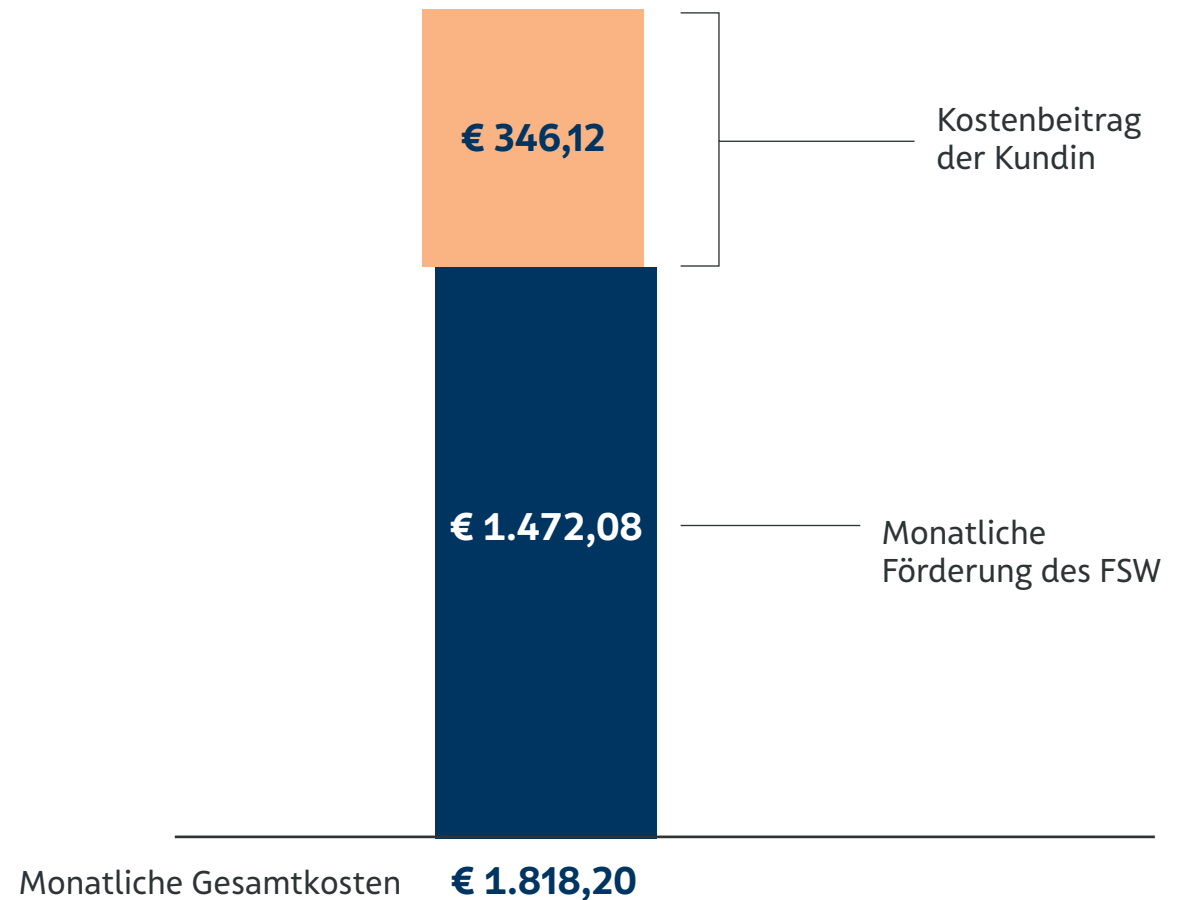 € 346,12
Kostenbeitrag
der Kundin
€ 1.472,08
Monatliche
Förderung des FSW
Monatliche Gesamtkosten € 1.818,20